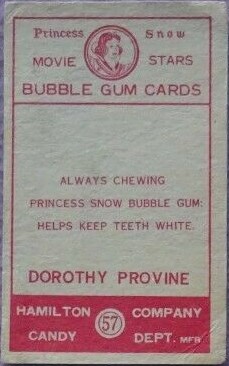 Princess Snow
MOVIE STARS
BUBBLE GUM CARDS
ALWAYS CHEWING
PRINCESS SNOW BUBBLE GUM:
HELPS KEEP TEETH WHITE.
DOROTHY PROVINE
HAMILTON COMPANY
57
CANDY DEPT. MFR.